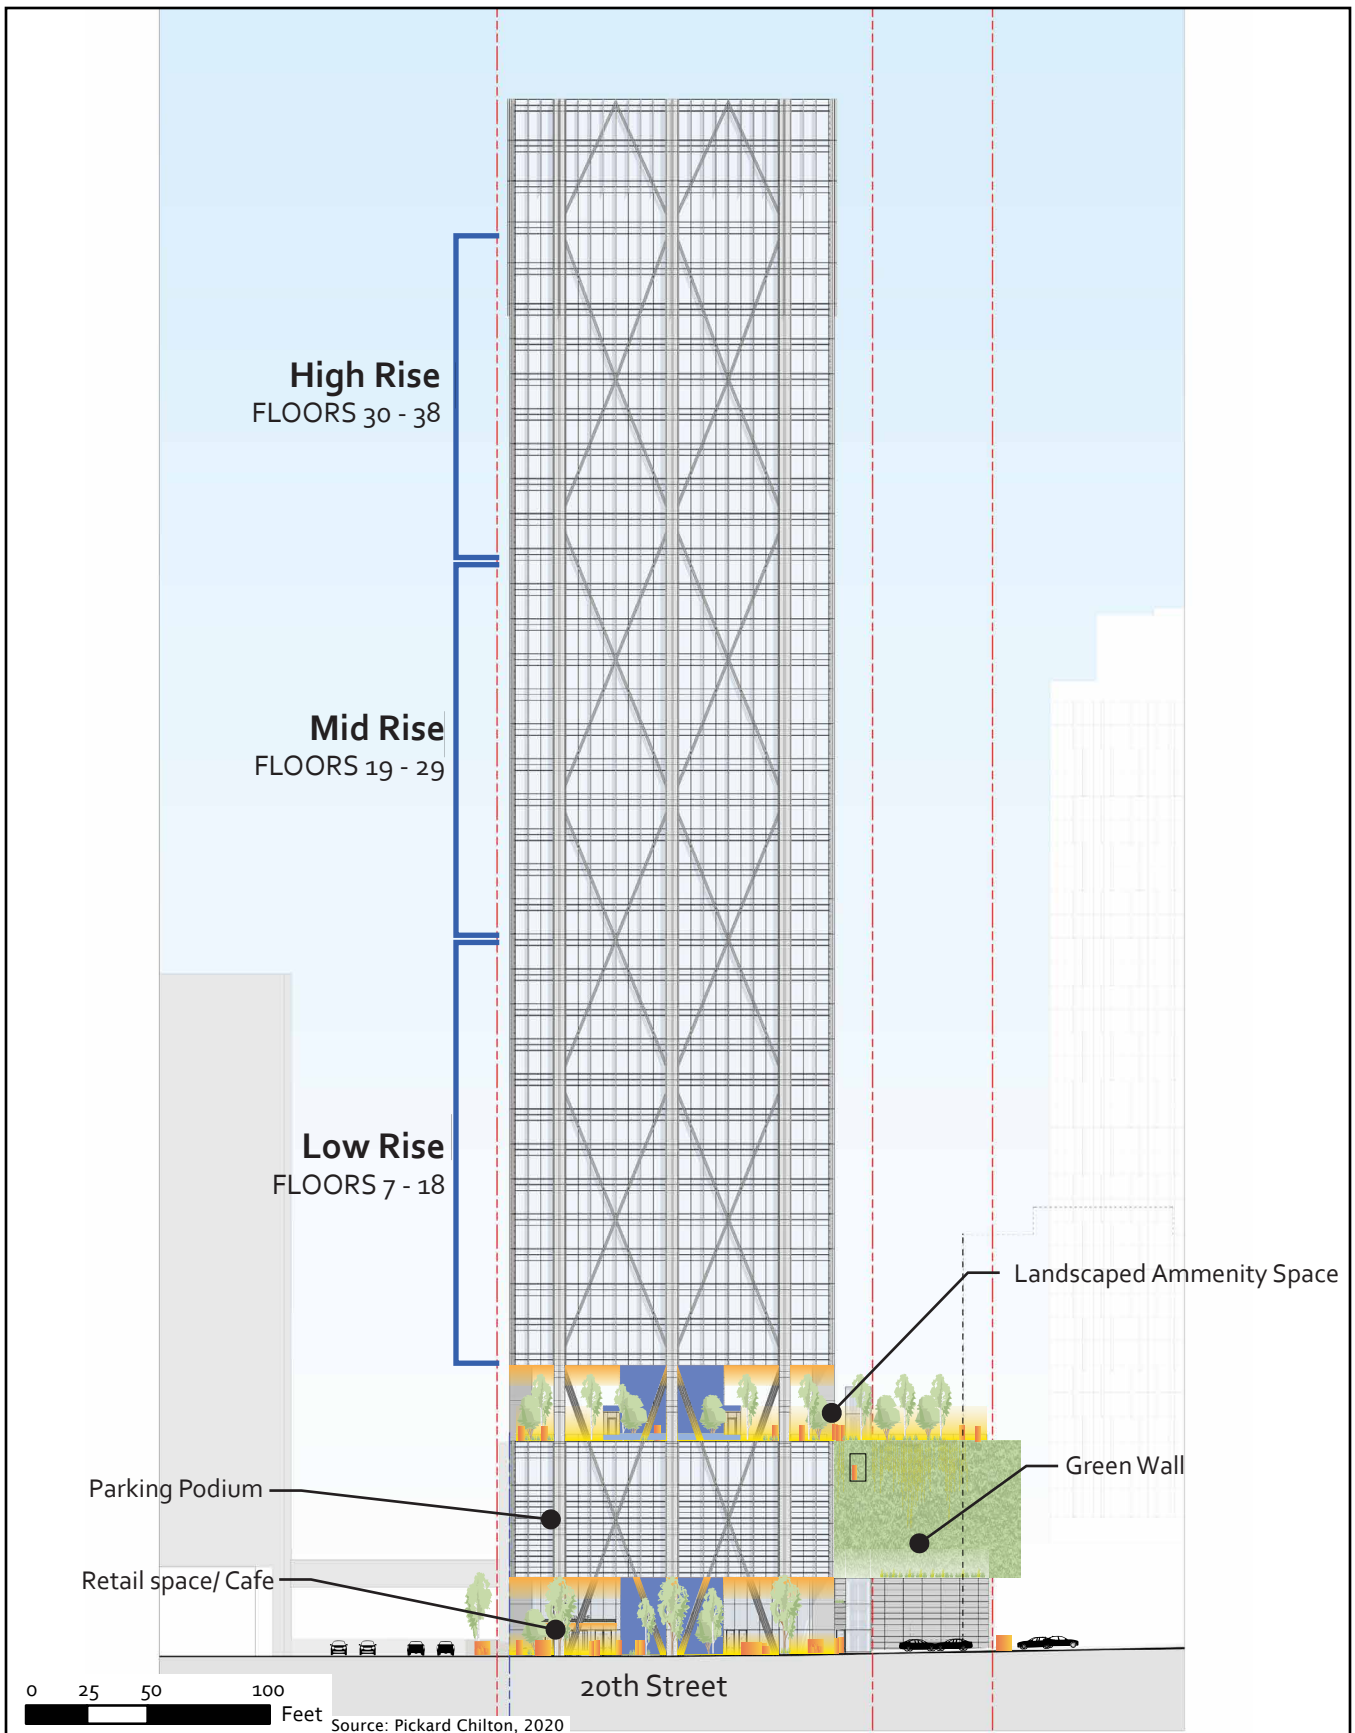 High Rise
FLOORS 30 - 38
Mid Rise
FLOORS 19 - 29
Low Rise
FLOORS 7 - 18
Landscaped Ammenity Space
Green Wall
Parking Podium
Retail space/ Cafe
20th Street
0 25 50 100
Feet
Source: Pickard Chilton, 2020